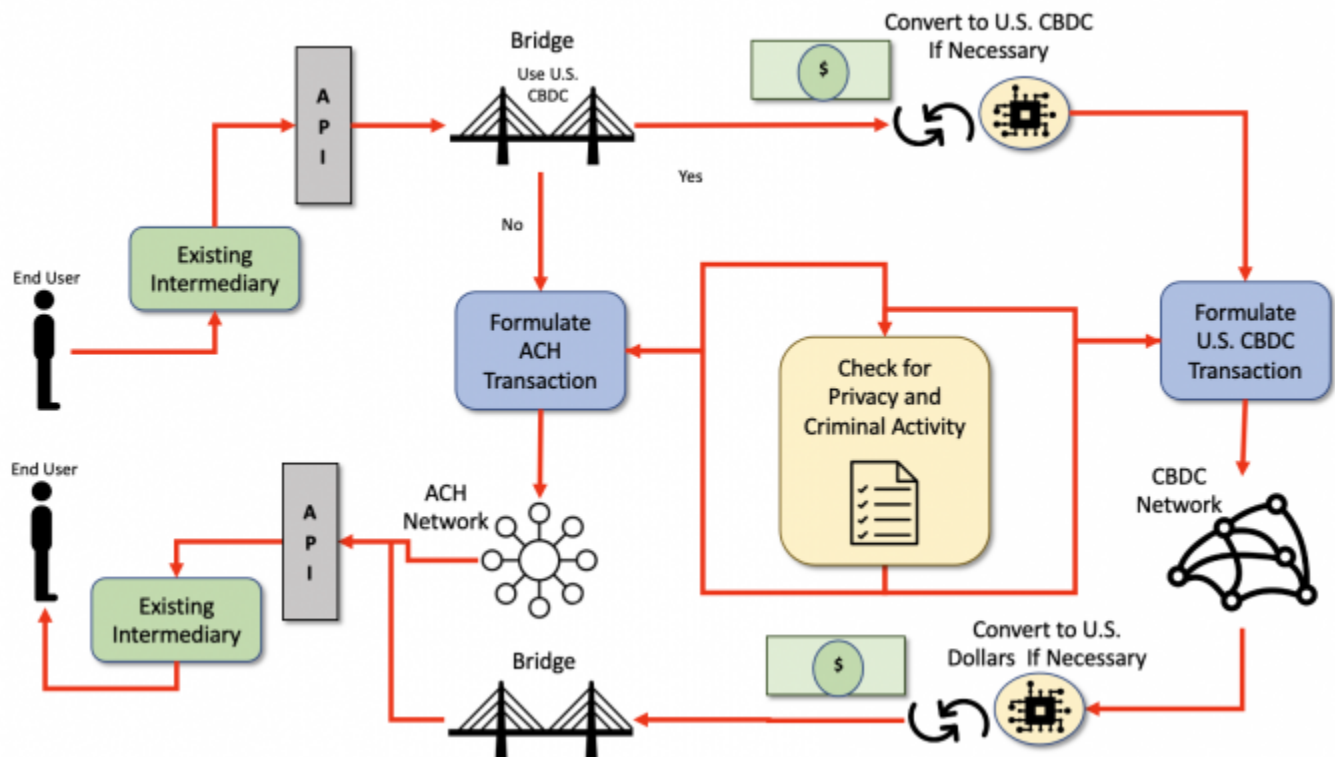 Bridge
Use U.S.
CBDC
$
Convert to U.S. CBDC
If Necessary
A
P
I
Yes
No
Existing
Intermediary
End User
Formulate
ACH
Transaction
Check for
Privacy and
Criminal Activity
Formulate
U.S. CBDC
Transaction
End User
A
P
I
ACH
Network
CBDC
Network
Existing
Intermediary
Bridge
$
Convert to U.S.
Dollars If Necessary